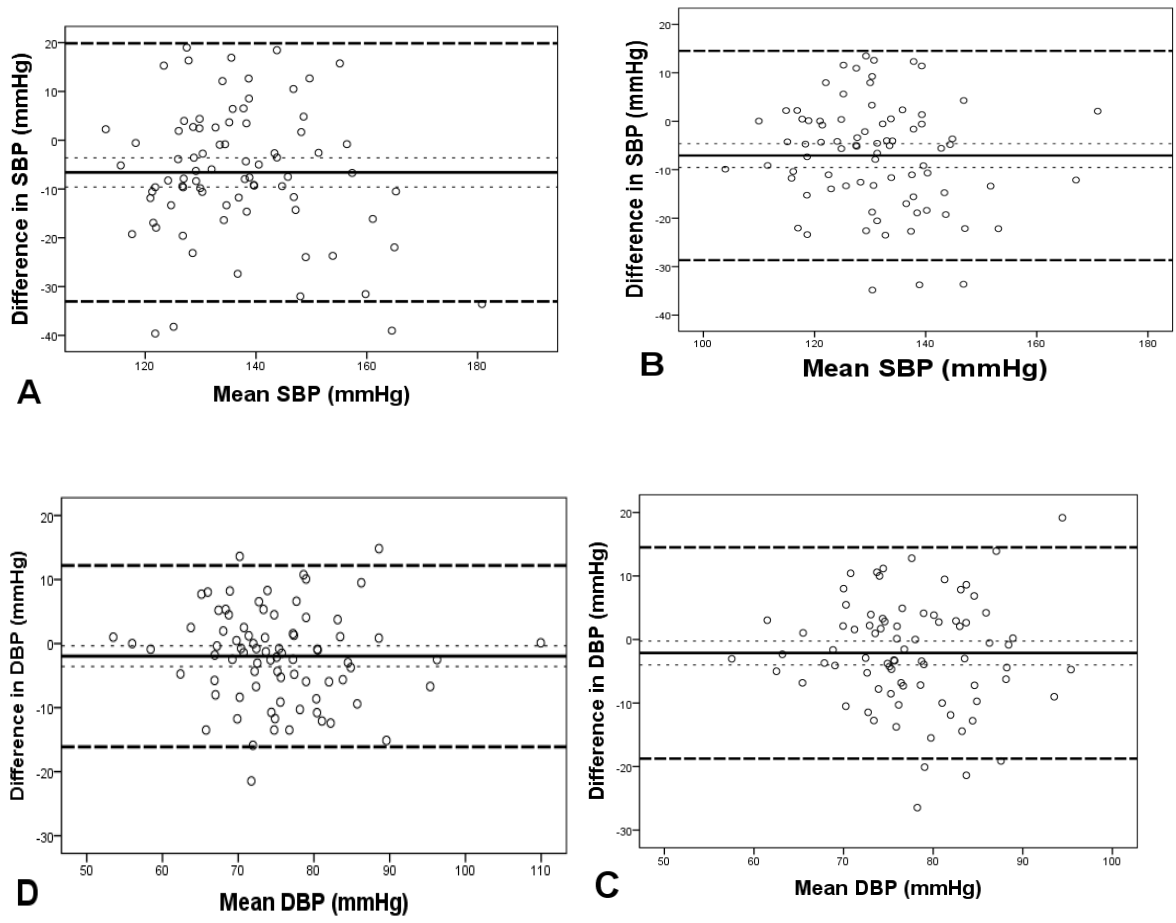 Difference in SBP (mmHg)
20
10
0
-10
-20
-30
-40
120 140 160 180
Mean SBP (mmHg)
A
Difference in SBP (mmHg)
20
10
0
-10
-20
-30
-40
100 120 140 160 180
Mean SBP (mmHg)
B
Difference in DBP (mmHg)
20
10
0
-10
-20
-30
50 60 70 80 90 100 110
Mean DBP (mmHg)
D
Difference in DBP (mmHg)
20
10
0
-10
-20
-30
50 60 70 80 90 100
Mean DBP (mmHg)
C